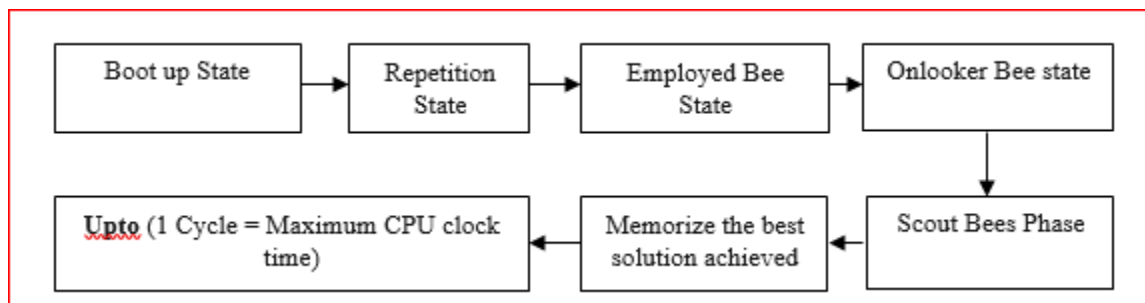 Boot up State
Repetition
State
Employed Bee
State
Onlooker Bee state
Scout Bees Phase
Memorize the best
solution achieved
Upto (1 Cycle = Maximum CPU clock
time)